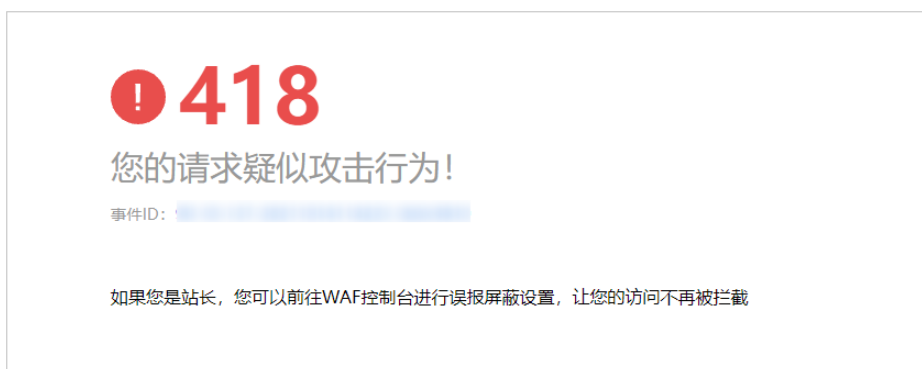 418
您的请求疑似攻击行为！
事件ID：
如果您是站长，您可以前往WAF控制台进行误报屏蔽设置，让您的访问不再被拦截